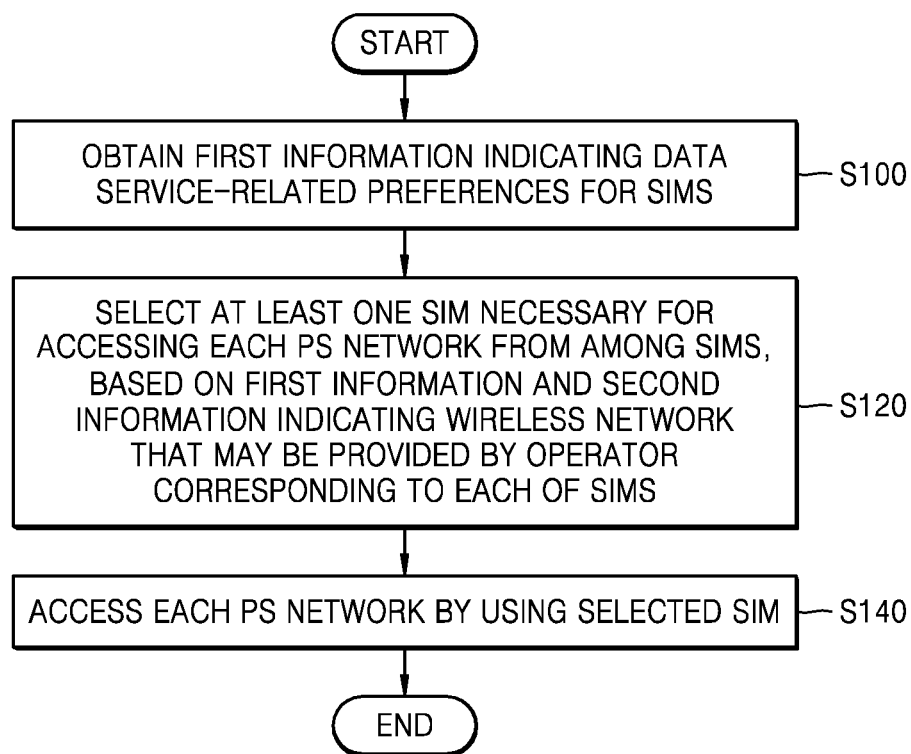 START
OBTAIN FIRST INFORMATION INDICATING DATA
SERVICE-RELATED PREFERENCES FOR SIMS
S100
SELECT AT LEAST ONE SIM NECESSARY FOR
ACCESSING EACH PS NETWORK FROM AMONG SIMS,
BASED ON FIRST INFORMATION AND SECOND
INFORMATION INDICATING WIRELESS NETWORK
THAT MAY BE PROVIDED BY OPERATOR
CORRESPONDING TO EACH OF SIMS
S120
ACCESS EACH PS NETWORK BY USING SELECTED SIM
S140
END